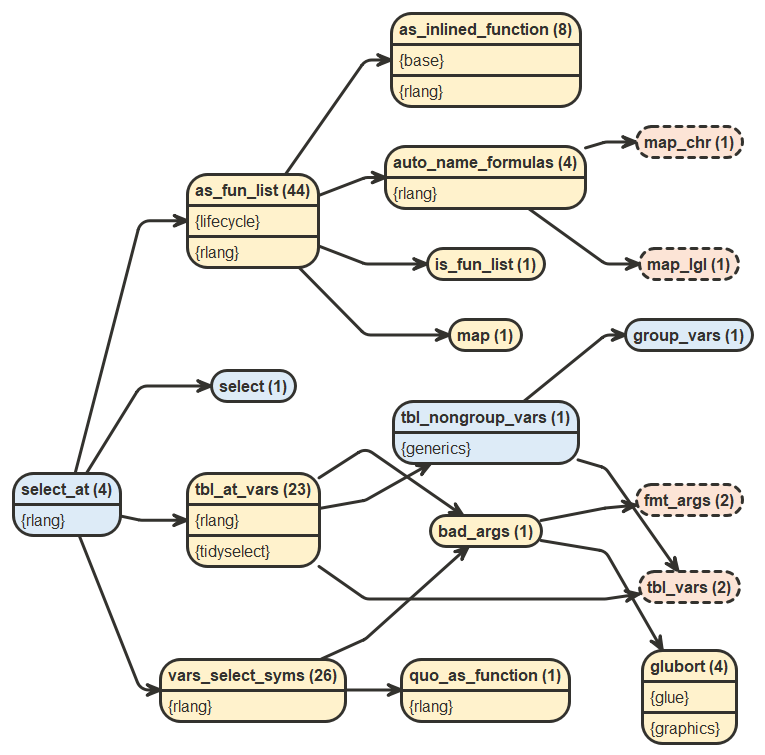 as_inlined_function (8)
{base}
{rlang}
map_chr (1)
auto_name_formulas (4)
{rlang}
as_fun_list (44)
{lifecycle}
{rlang}
is_fun_list (1)
map_lgl (1)
map (1)
group_vars (1)
select (1)
tbl_nongroup_vars (1)
{generics}
select_at (4)
{rlang}
tbl_at_vars (23)
{rlang}
{tidyselect}
fmt_args (2)
bad_args (1)
tbl_vars (2)
vars_select_syms (26)
{rlang}
quo_as_function (1)
{rlang}
glubort (4)
{glue}
{graphics}